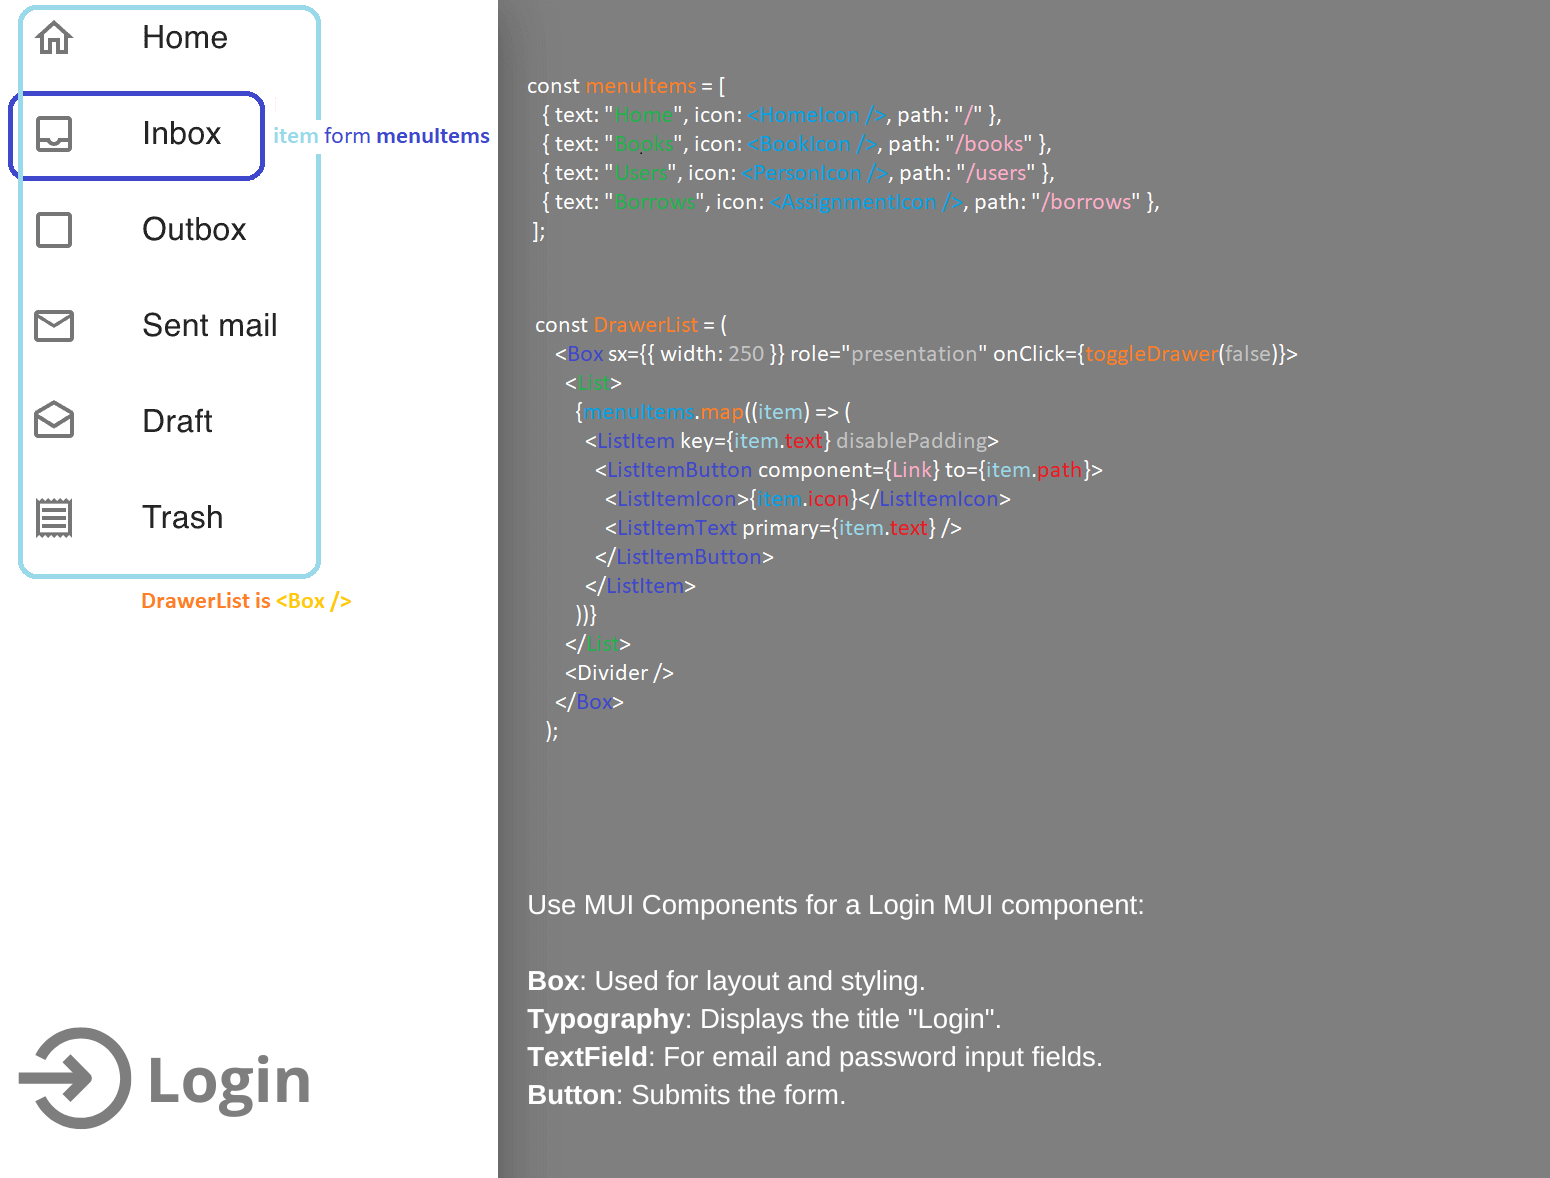 Home
Inbox
item form menuItems
Outbox
Sent mail
Draft
Trash
DrawerList is <Box />
Login
const menuItems = [
{ text: "Home", icon: <HomeIcon />, path: "/" },
{ text: "Books", icon: <BookIcon />, path: "/books" },
{ text: "Users", icon: <PersonIcon />, path: "/users" },
{ text: "Borrows", icon: <AssignmentIcon />, path: "/borrows" },
];
const DrawerList = (
<Box sx={{ width: 250 }} role="presentation" onClick={toggleDrawer(false)}>
<List>
{menuItems.map((item) => (
<ListItem key={item.text} disablePadding>
<ListItemButton component={Link} to={item.path}>
<ListItemIcon>{item.icon}</ListItemIcon>
<ListItemText primary={item.text} />
</ListItemButton>
</ListItem>
))}
</List>
<Divider />
</Box>
);
Use MUI Components for a Login MUI component:
Box: Used for layout and styling.
Typography: Displays the title "Login".
TextField: For email and password input fields.
Button: Submits the form.